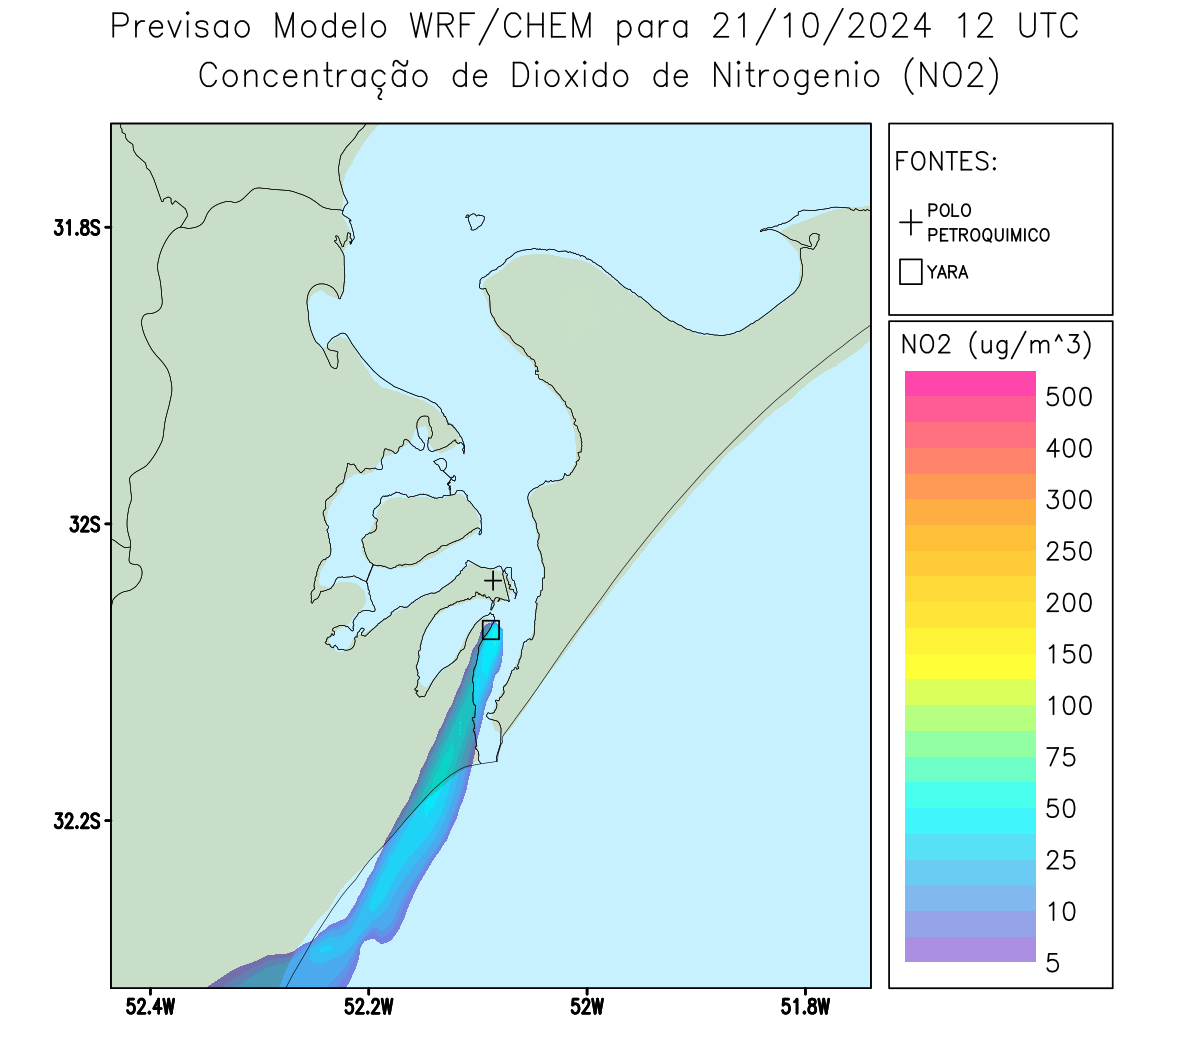 Previsao Modelo WRF/CHEM para 21/10/2024 12 UTC
Concentração de Dioxido de Nitrogenio (NO2)
FONTES:
POLO
PETROQUIMICO
YARA
NO2 (ug/m^3)
500
400
300
250
200
150
100
75
50
25
10
5
31.8S
32S
32.2S
52.4W
52.2W
52W
51.8W